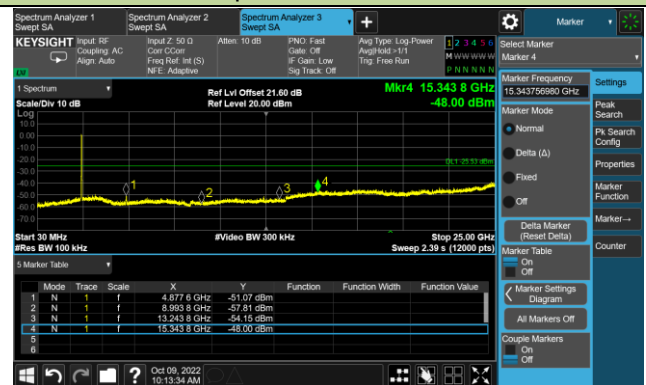 Spectrum Analyzer 1
Swept SA
Spectrum Analyzer 2
Swept SA
Spectrum Analyzer 3
Swept SA
Marker
KEYSIGHT
Input: RF
Coupling: AC
Align: Auto
Input Z: 50 Ω
Corr CCorr
Freq Ref: Int (S)
NFE: Adaptive
Atten: 10 dB
PNO: Fast
Gate: Off
IF Gain: Low
Sig Track: Off
Avg Type: Log-Power
Avg|Hold:>1/1
Trig: Free Run
1 2 3 4 5 6
M W W W W W
P N N N N N
Select Marker
Marker 4
1 Spectrum
Scale/Div 10 dB
Ref Lvl Offset 21.60 dB
Ref Level 20.00 dBm
Mkr4 15.343 8 GHz
-48.00 dBm
Log
10.0
0.00
-10.0
-20.0
-30.0
-40.0
-50.0
-60.0
-70.0
DL1 -25.53 dBm
1
2
3
4
Start 30 MHz
#Res BW 100 kHz
#Video BW 300 kHz
Stop 25.00 GHz
Sweep 2.39 s (12000 pts)
5 Marker Table
Mode Trace Scale X Y Function Function Width Function Value
1 N 1 f 4.877 6 GHz -51.07 dBm
2 N 1 f 8.993 8 GHz -57.81 dBm
3 N 1 f 13.243 8 GHz -54.15 dBm
4 N 1 f 15.343 8 GHz -48.00 dBm
5
6
Marker Frequency
15.343756980 GHz
Marker Mode
Normal
Delta (Δ)
Fixed
Off
Delta Marker
(Reset Delta)
Marker Table
On
Off
Marker Settings
Diagram
All Markers Off
Couple Markers
On
Off
Settings
Peak
Search
Pk Search
Config
Properties
Marker
Function
Marker→
Counter
Oct 09, 2022
10:13:34 AM